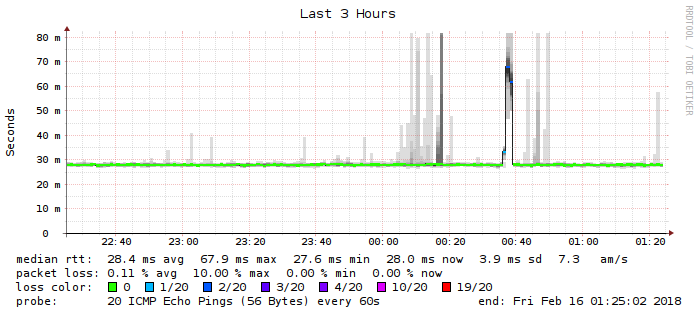 Last 3 Hours
RRDTOOL / TOBI OETIKER
Seconds
80 m
70 m
60 m
50 m
40 m
30 m
20 m
10 m
0
22:40 23:00 23:20 23:40 00:00 00:20 00:40 01:00 01:20
median rtt: 28.4 ms avg 67.9 ms max 27.6 ms min 28.0 ms now 3.9 ms sd 7.3 am/s
packet loss: 0.11 % avg 10.00 % max 0.00 % min 0.00 % now
loss color: 0 1/20 2/20 3/20 4/20 10/20 19/20
probe: 20 ICMP Echo Pings (56 Bytes) every 60s end: Fri Feb 16 01:25:02 2018